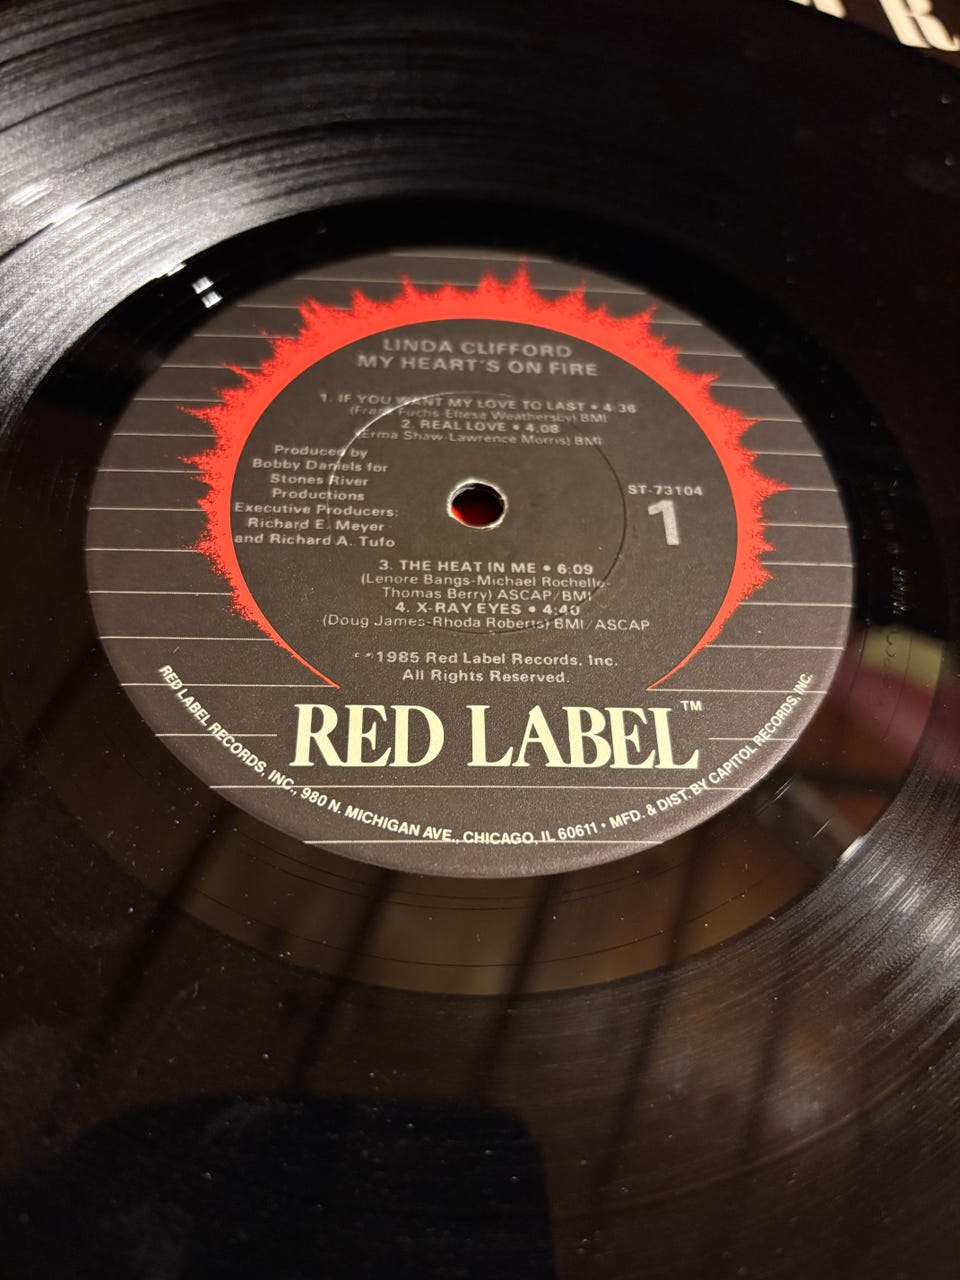 R
LINDA CLIFFORD
MY HEART'S ON FIRE
1. IF YOU WANT MY LOVE TO LAST • 4:36
(Frank Fuchs-Eltesa Weathersby) BMI
2. REAL LOVE • 4:08
(Erma Shaw-Lawrence Morris) BMI
Produced by
Bobby Daniels for
Stones River
Productions
Executive Producers:
Richard E. Meyer
and Richard A. Tufo
ST-73104
1
3. THE HEAT IN ME • 6:09
(Lenore Bangs-Michael Rochelle-
Thomas Berry) ASCAP/BMI
4. X-RAY EYES • 4:40
(Doug James-Rhoda Roberts) BMI/ASCAP
1985 Red Label Records, Inc.
All Rights Reserved.
RED LABEL™
RED LABEL RECORDS, INC., 980 N. MICHIGAN AVE., CHICAGO, IL 60611 • MFD. & DIST. BY CAPITOL RECORDS, INC.